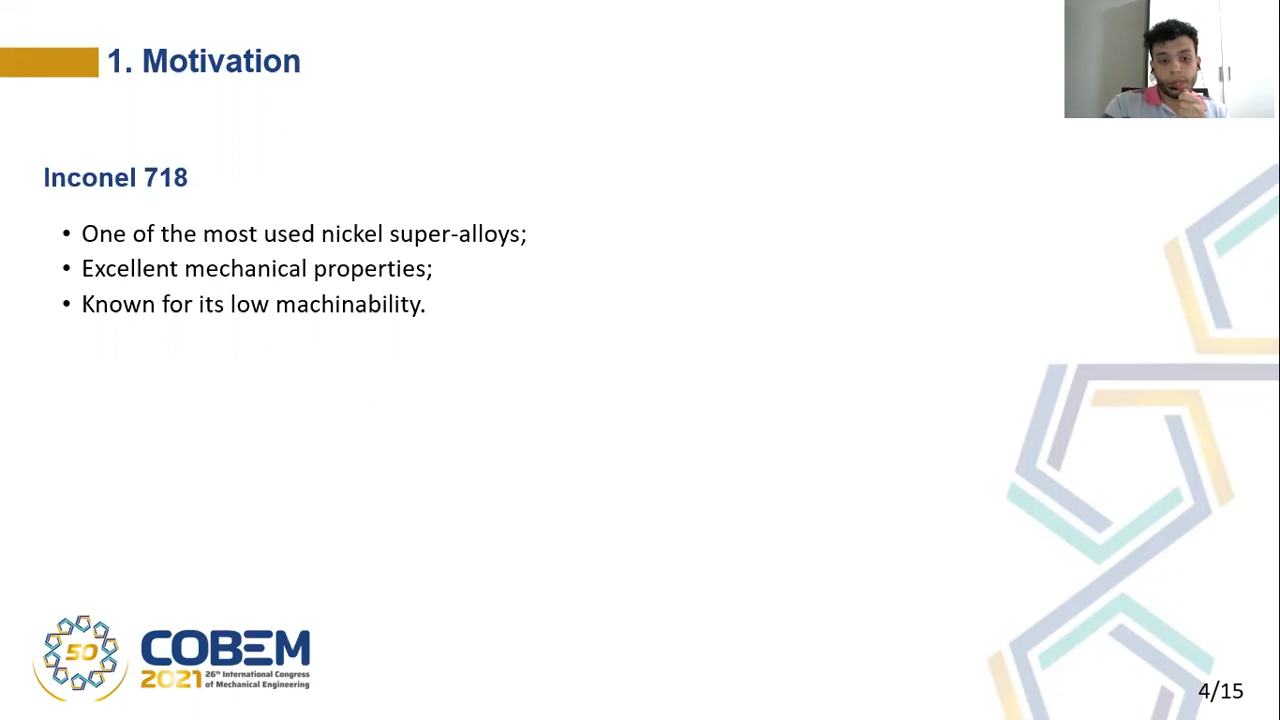 1. Motivation
Inconel 718
• One of the most used nickel super-alloys;
• Excellent mechanical properties;
• Known for its low machinability.
50
COBEM
2021 26th International Congress
of Mechanical Engineering
4/15